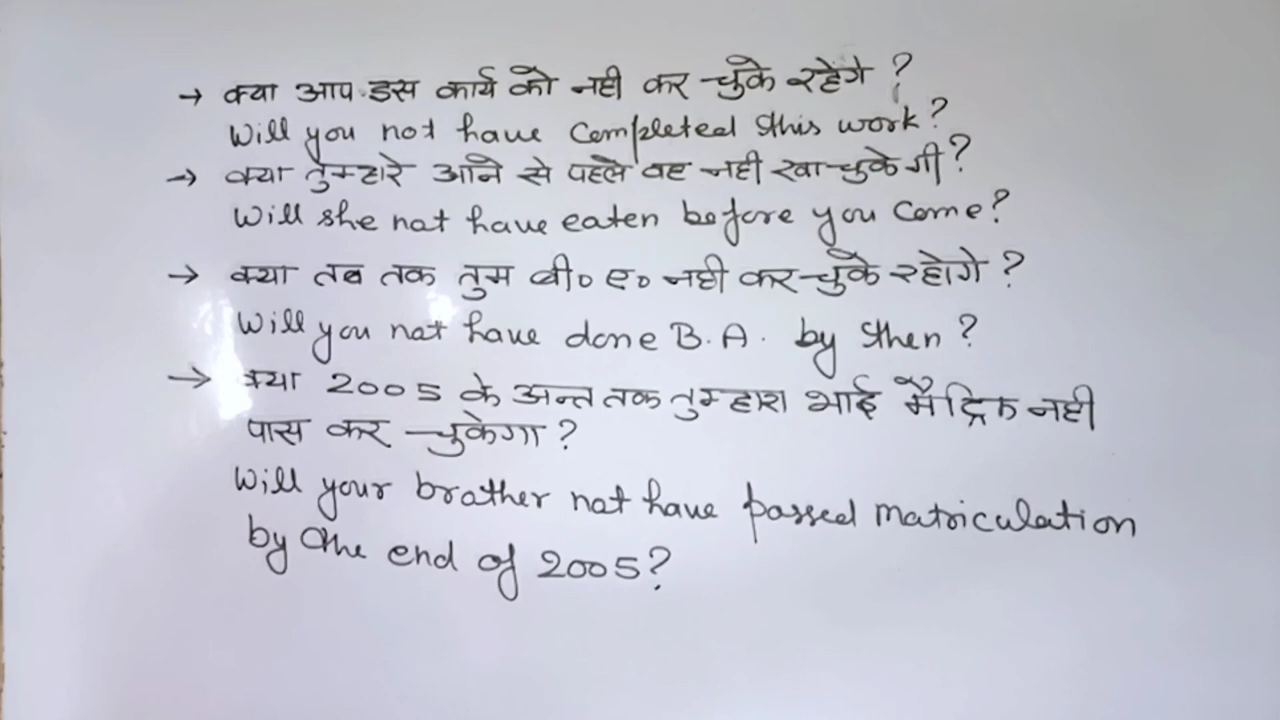 → क्या आप इस कार्य को नही कर चुके रहेगे ?
Will you not have completed this work?
→ क्या तुम्हारे आने से पहले वह नही खा चुकेगी ?
Will she not have eaten before you come?
→ क्या तब तक तुम बी० ए० नही कर चुके रहोगे ?
Will you not have done B.A. by then ?
→ क्या 2005 के अन्त तक तुम्हारा भाई मैट्रिक नही
पास कर चुकेगा ?
Will your brother not have passed matriculation
by the end of 2005?